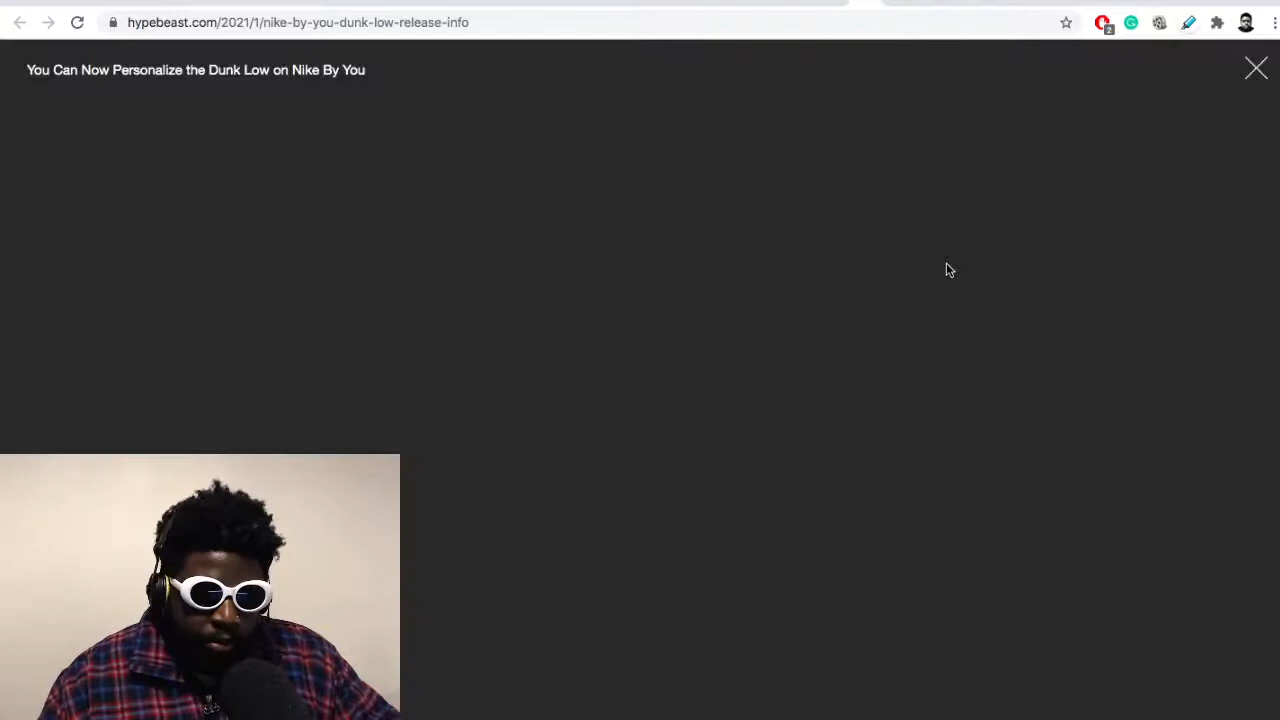 hypebeast.com/2021/1/nike-by-you-dunk-low-release-info
2
You Can Now Personalize the Dunk Low on Nike By You